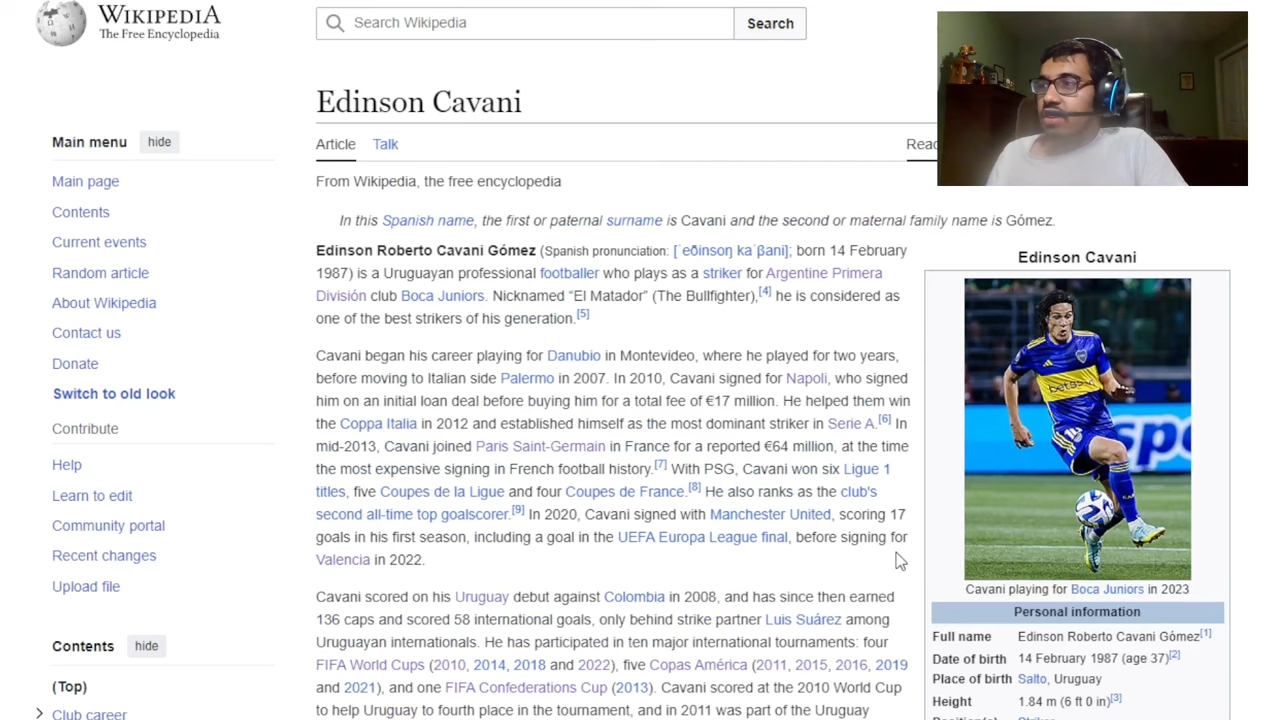 WIKIPEDIA
The Free Encyclopedia
Search Wikipedia
Search
Main menu
hide
Main page
Contents
Current events
Random article
About Wikipedia
Contact us
Donate
Switch to old look
Contribute
Help
Learn to edit
Community portal
Recent changes
Upload file
Contents
hide
(Top)
Club career
Edinson Cavani
Article
Talk
Read
From Wikipedia, the free encyclopedia
In this Spanish name, the first or paternal surname is Cavani and the second or maternal family name is Gómez.
Edinson Roberto Cavani Gómez (Spanish pronunciation: [ˈeðinsoŋ kaˈβani]; born 14 February
1987) is a Uruguayan professional footballer who plays as a striker for Argentine Primera
División club Boca Juniors. Nicknamed “El Matador” (The Bullfighter),[4] he is considered as
one of the best strikers of his generation.[5]
Cavani began his career playing for Danubio in Montevideo, where he played for two years,
before moving to Italian side Palermo in 2007. In 2010, Cavani signed for Napoli, who signed
him on an initial loan deal before buying him for a total fee of €17 million. He helped them win
the Coppa Italia in 2012 and established himself as the most dominant striker in Serie A.[6] In
mid-2013, Cavani joined Paris Saint-Germain in France for a reported €64 million, at the time
the most expensive signing in French football history.[7] With PSG, Cavani won six Ligue 1
titles, five Coupes de la Ligue and four Coupes de France.[8] He also ranks as the club's
second all-time top goalscorer.[9] In 2020, Cavani signed with Manchester United, scoring 17
goals in his first season, including a goal in the UEFA Europa League final, before signing for
Valencia in 2022.
Cavani scored on his Uruguay debut against Colombia in 2008, and has since then earned
136 caps and scored 58 international goals, only behind strike partner Luis Suárez among
Uruguayan internationals. He has participated in ten major international tournaments: four
FIFA World Cups (2010, 2014, 2018 and 2022), five Copas América (2011, 2015, 2016, 2019
and 2021), and one FIFA Confederations Cup (2013). Cavani scored at the 2010 World Cup
to help Uruguay to fourth place in the tournament, and in 2011 was part of the Uruguay
Edinson Cavani
Cavani playing for Boca Juniors in 2023
Personal information
Full name Edinson Roberto Cavani Gómez[1]
Date of birth 14 February 1987 (age 37)[2]
Place of birth Salto, Uruguay
Height 1.84 m (6 ft 0 in)[3]